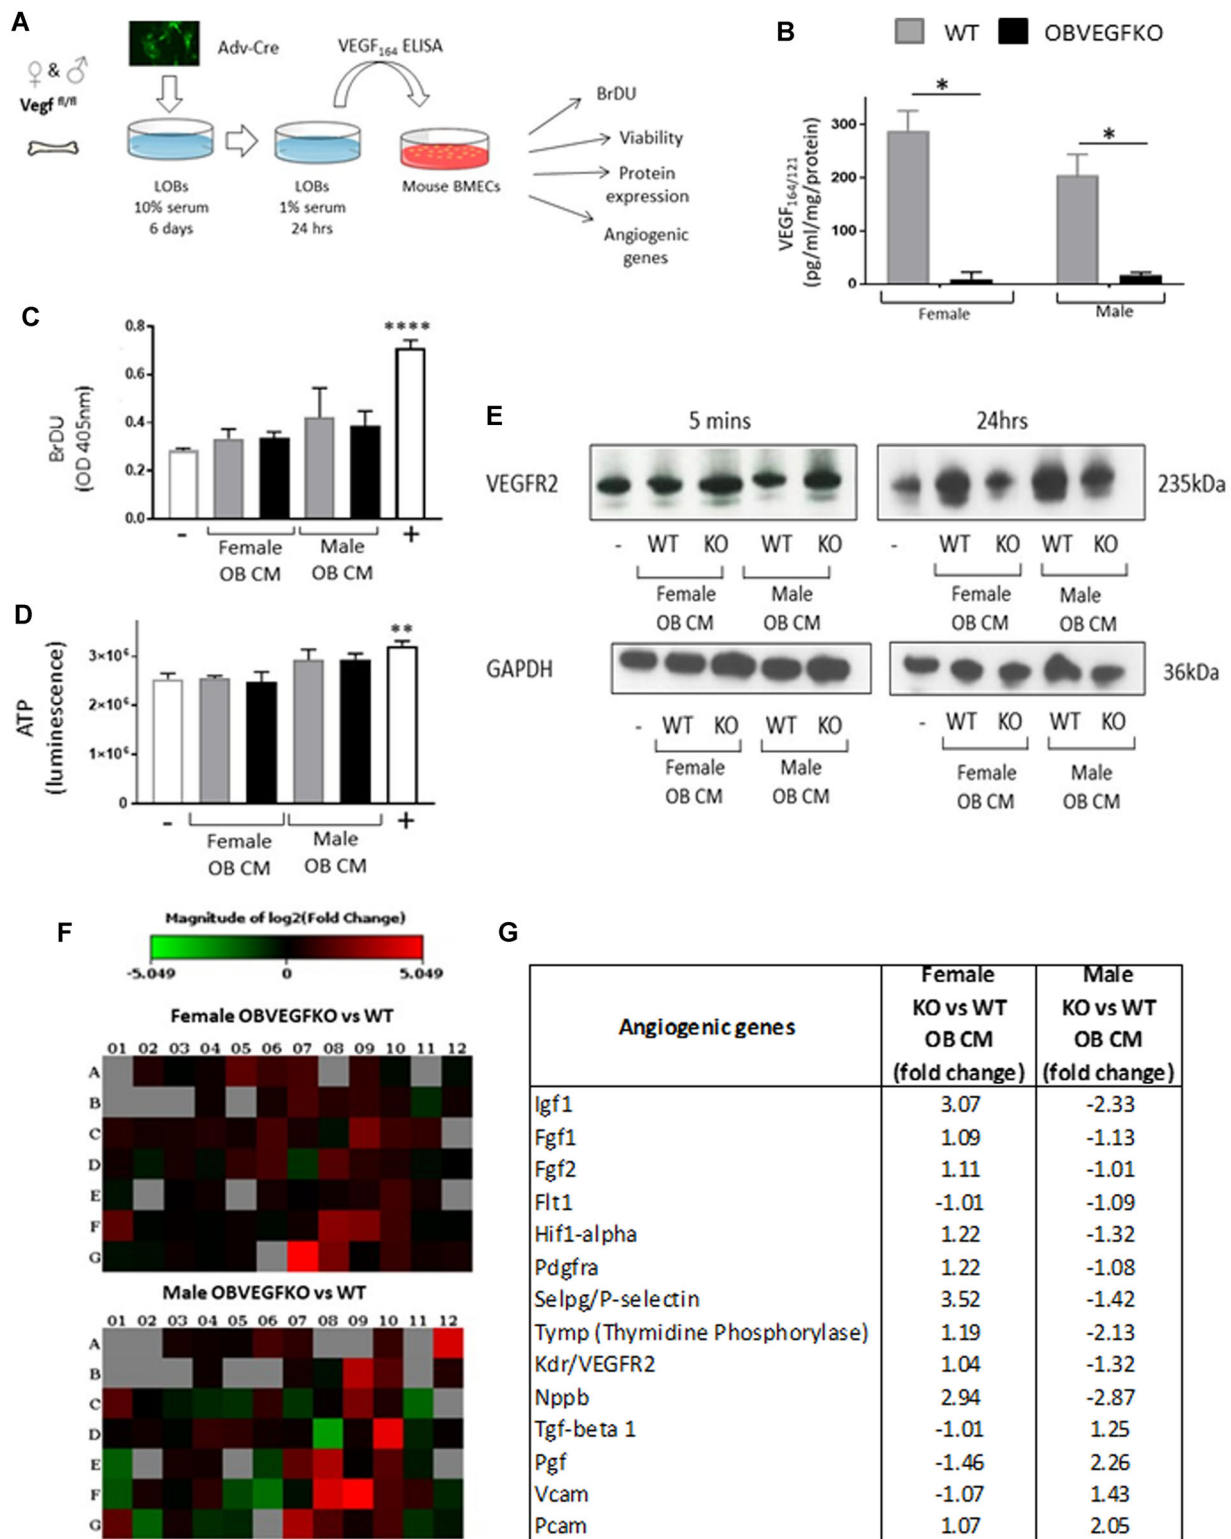 A
Adv-Cre
VEGF164 ELISA
♀ & ♂
Vegf fl/fl
LOBs
10% serum
6 days
LOBs
1% serum
24 hrs
Mouse BMECs
BrDU
Viability
Protein
expression
Angiogenic
genes
B
WT
OBVEGFKO
VEGF164/121
(pg/ml/mg/protein)
300
200
100
0
*
*
Female
Male
C
BrDU
(OD 405nm)
0.8
0.6
0.4
0.2
0.0
****
-
Female
OB CM
Male
OB CM
+
D
ATP
(luminescence)
3×10⁶
2×10⁶
1×10⁶
0
**
-
Female
OB CM
Male
OB CM
+
E
5 mins
24hrs
VEGFR2
235kDa
- WT KO WT KO
Female
OB CM
Male
OB CM
- WT KO WT KO
Female
OB CM
Male
OB CM
GAPDH
36kDa
- WT KO WT KO
Female
OB CM
Male
OB CM
- WT KO WT KO
Female
OB CM
Male
OB CM
F
Magnitude of log2(Fold Change)
-5.049 0 5.049
Female OBVEGFKO vs WT
01 02 03 04 05 06 07 08 09 10 11 12
A
B
C
D
E
F
G
Male OBVEGFKO vs WT
01 02 03 04 05 06 07 08 09 10 11 12
A
B
C
D
E
F
G
G
Angiogenic genes
Female
KO vs WT
OB CM
(fold change)
Male
KO vs WT
OB CM
(fold change)
Igf1 3.07 -2.33
Fgf1 1.09 -1.13
Fgf2 1.11 -1.01
Flt1 -1.01 -1.09
Hif1-alpha 1.22 -1.32
Pdgfra 1.22 -1.08
Selpg/P-selectin 3.52 -1.42
Tymp (Thymidine Phosphorylase) 1.19 -2.13
Kdr/VEGFR2 1.04 -1.32
Nppb 2.94 -2.87
Tgf-beta 1 -1.01 1.25
Pgf -1.46 2.26
Vcam -1.07 1.43
Pcam 1.07 2.05